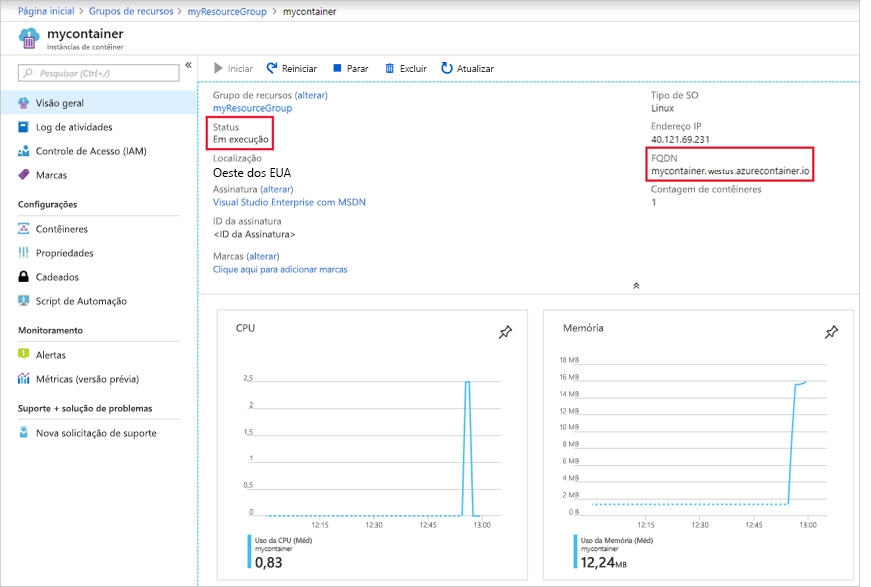 Página inicial > Grupos de recursos > myResourceGroup > mycontainer
mycontainer
Instâncias de contêiner
Pesquisar (Ctrl+/)
«
Visão geral
Log de atividades
Controle de Acesso (IAM)
Marcas
Configurações
Contêineres
Propriedades
Cadeados
Script de Automação
Monitoramento
Alertas
Métricas (versão prévia)
Suporte + solução de problemas
Nova solicitação de suporte
Iniciar Reiniciar Parar Excluir Atualizar
Grupo de recursos (alterar)
myResourceGroup
Status
Em execução
Localização
Oeste dos EUA
Assinatura (alterar)
Visual Studio Enterprise com MSDN
ID da assinatura
<ID da Assinatura>
Marcas (alterar)
Clique aqui para adicionar marcas
Tipo de SO
Linux
Endereço IP
40.121.69.231
FQDN
mycontainer.westus.azurecontainer.io
Contagem de contêineres
1
CPU
2,5
2
1,5
1
0,5
0
12:15 12:30 12:45 13:00
Uso da CPU (Méd)
mycontainer
0,83
Memória
18 MB
16 MB
14 MB
12 MB
10 MB
8 MB
6 MB
4 MB
2 MB
0 B
12:15 12:30 12:45 13:00
Uso da Memória (Méd)
mycontainer
12,24 MB